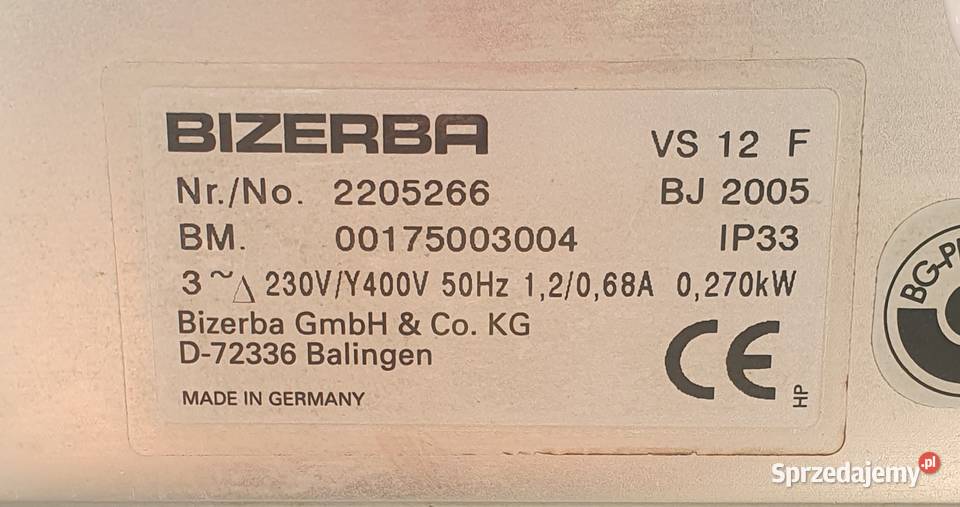 BIZERBA VS 12 F
Nr./No. 2205266 BJ 2005
BM. 00175003004 IP33
3 ~ △ 230V/Y400V 50Hz 1,2/0,68A 0,270kW
Bizerba GmbH & Co. KG
D-72336 Balingen
CE
HP
MADE IN GERMANY
Sprzedajemy.pl